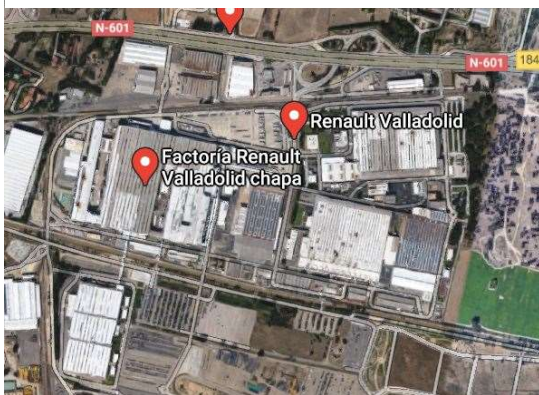 N-601
N-601
184
Renault Valladolid
Factoría Renault
Valladolid chapa